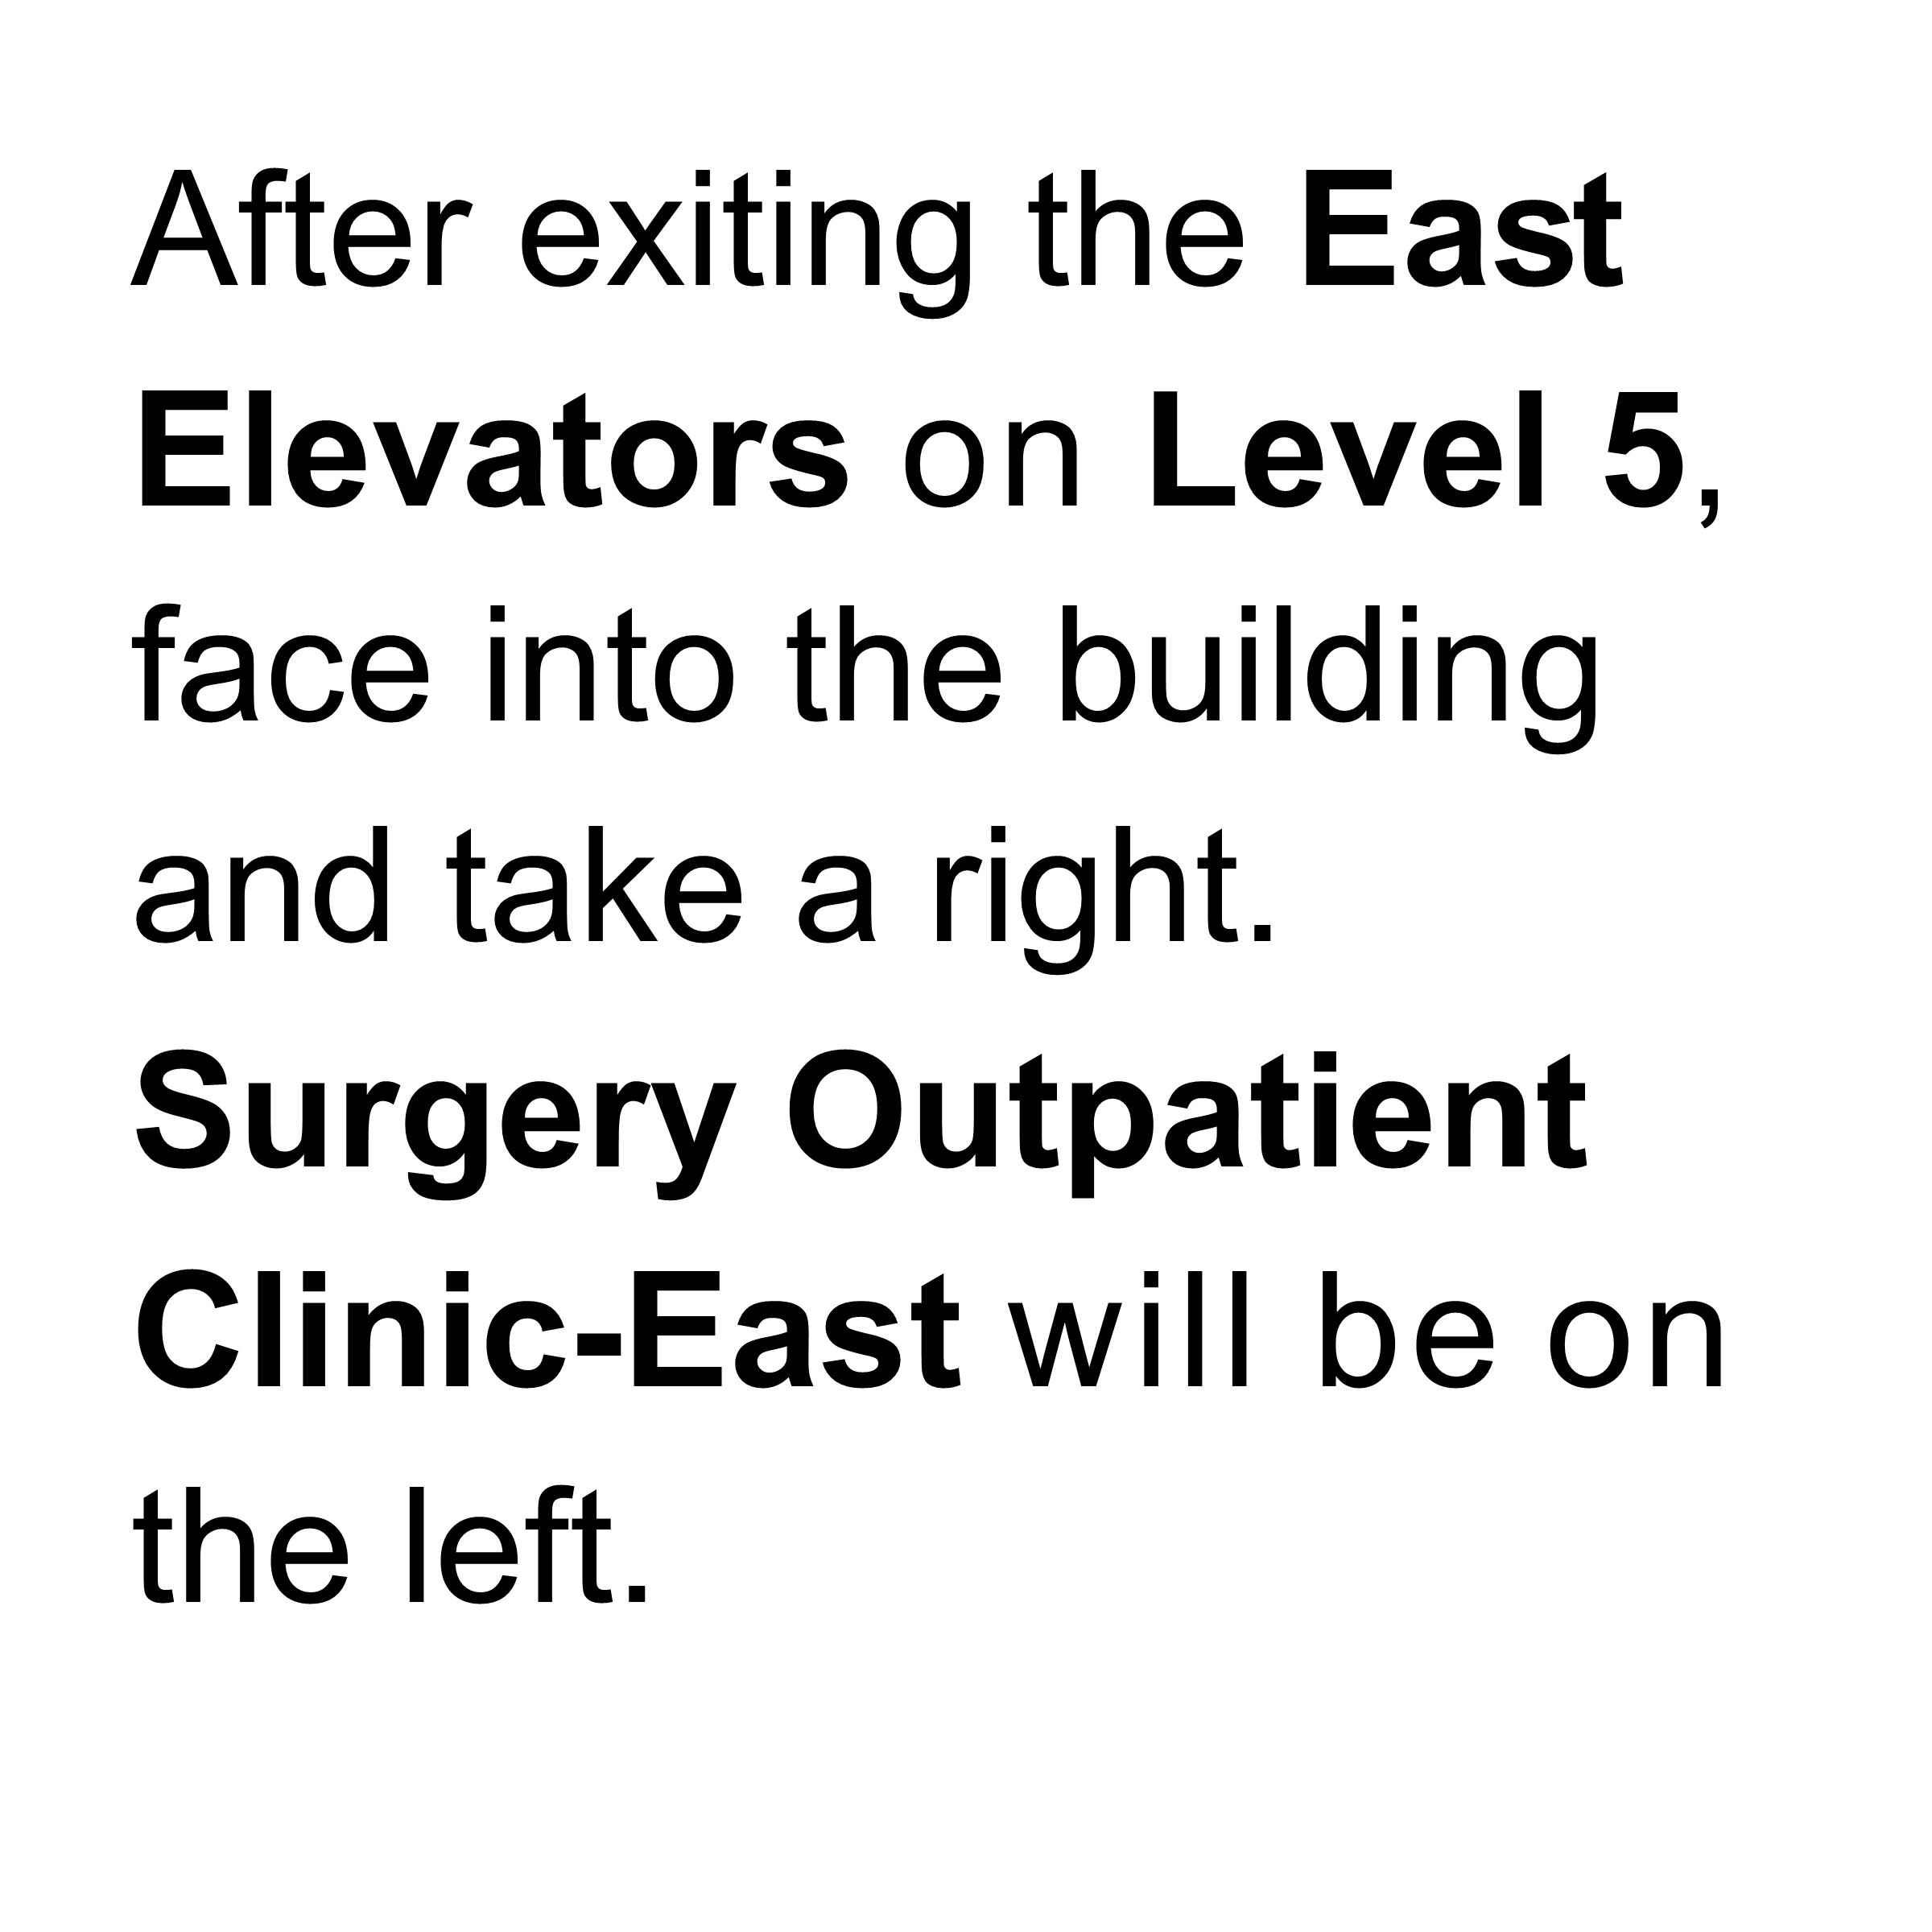 After exiting the East
Elevators on Level 5,
face into the building
and take a right.
Surgery Outpatient
Clinic-East will be on
the left.